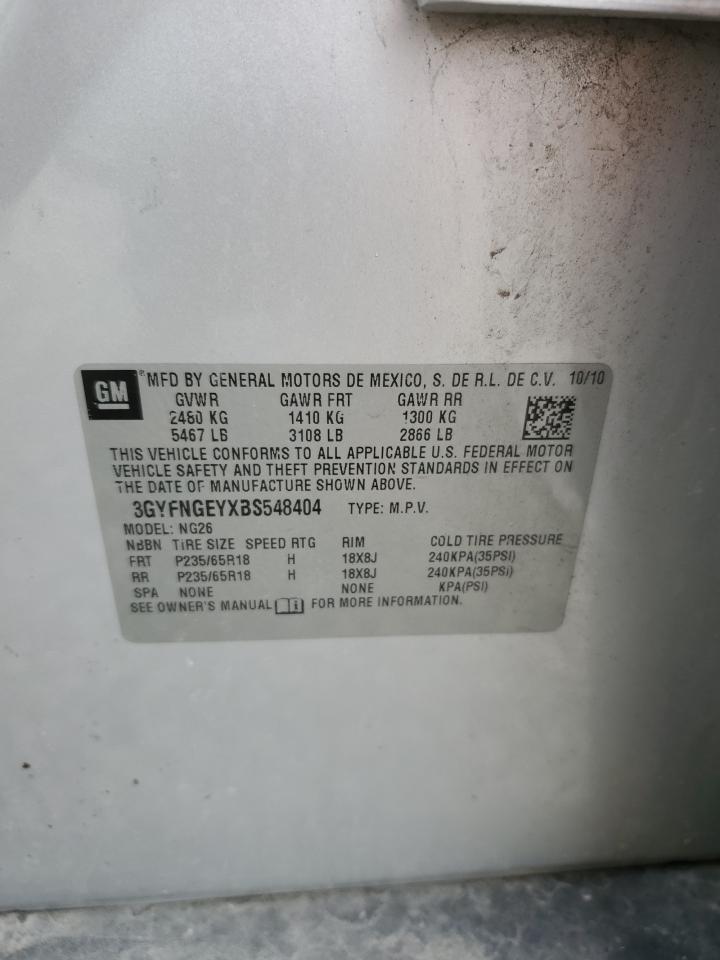 GM ® MFD BY GENERAL MOTORS DE MEXICO, S. DE R.L. DE C.V. 10/10
GVWR GAWR FRT GAWR RR
2480 KG 1410 KG 1300 KG
5467 LB 3108 LB 2866 LB
THIS VEHICLE CONFORMS TO ALL APPLICABLE U.S. FEDERAL MOTOR
VEHICLE SAFETY AND THEFT PREVENTION STANDARDS IN EFFECT ON
THE DATE OF MANUFACTURE SHOWN ABOVE.
3GYFNGEYXBS548404 TYPE: M.P.V.
MODEL: NG26
NBBN TIRE SIZE SPEED RTG RIM COLD TIRE PRESSURE
FRT P235/65R18 H 18X8J 240KPA(35PSI)
RR P235/65R18 H 18X8J 240KPA(35PSI)
SPA NONE NONE KPA(PSI)
SEE OWNER'S MANUAL i FOR MORE INFORMATION.